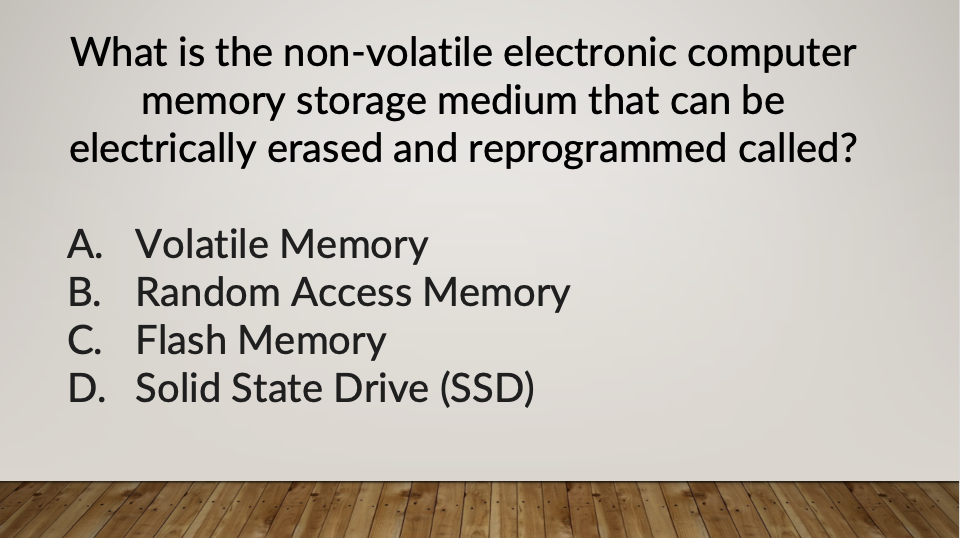 What is the non-volatile electronic computer
memory storage medium that can be
electrically erased and reprogrammed called?
A. Volatile Memory
B. Random Access Memory
C. Flash Memory
D. Solid State Drive (SSD)